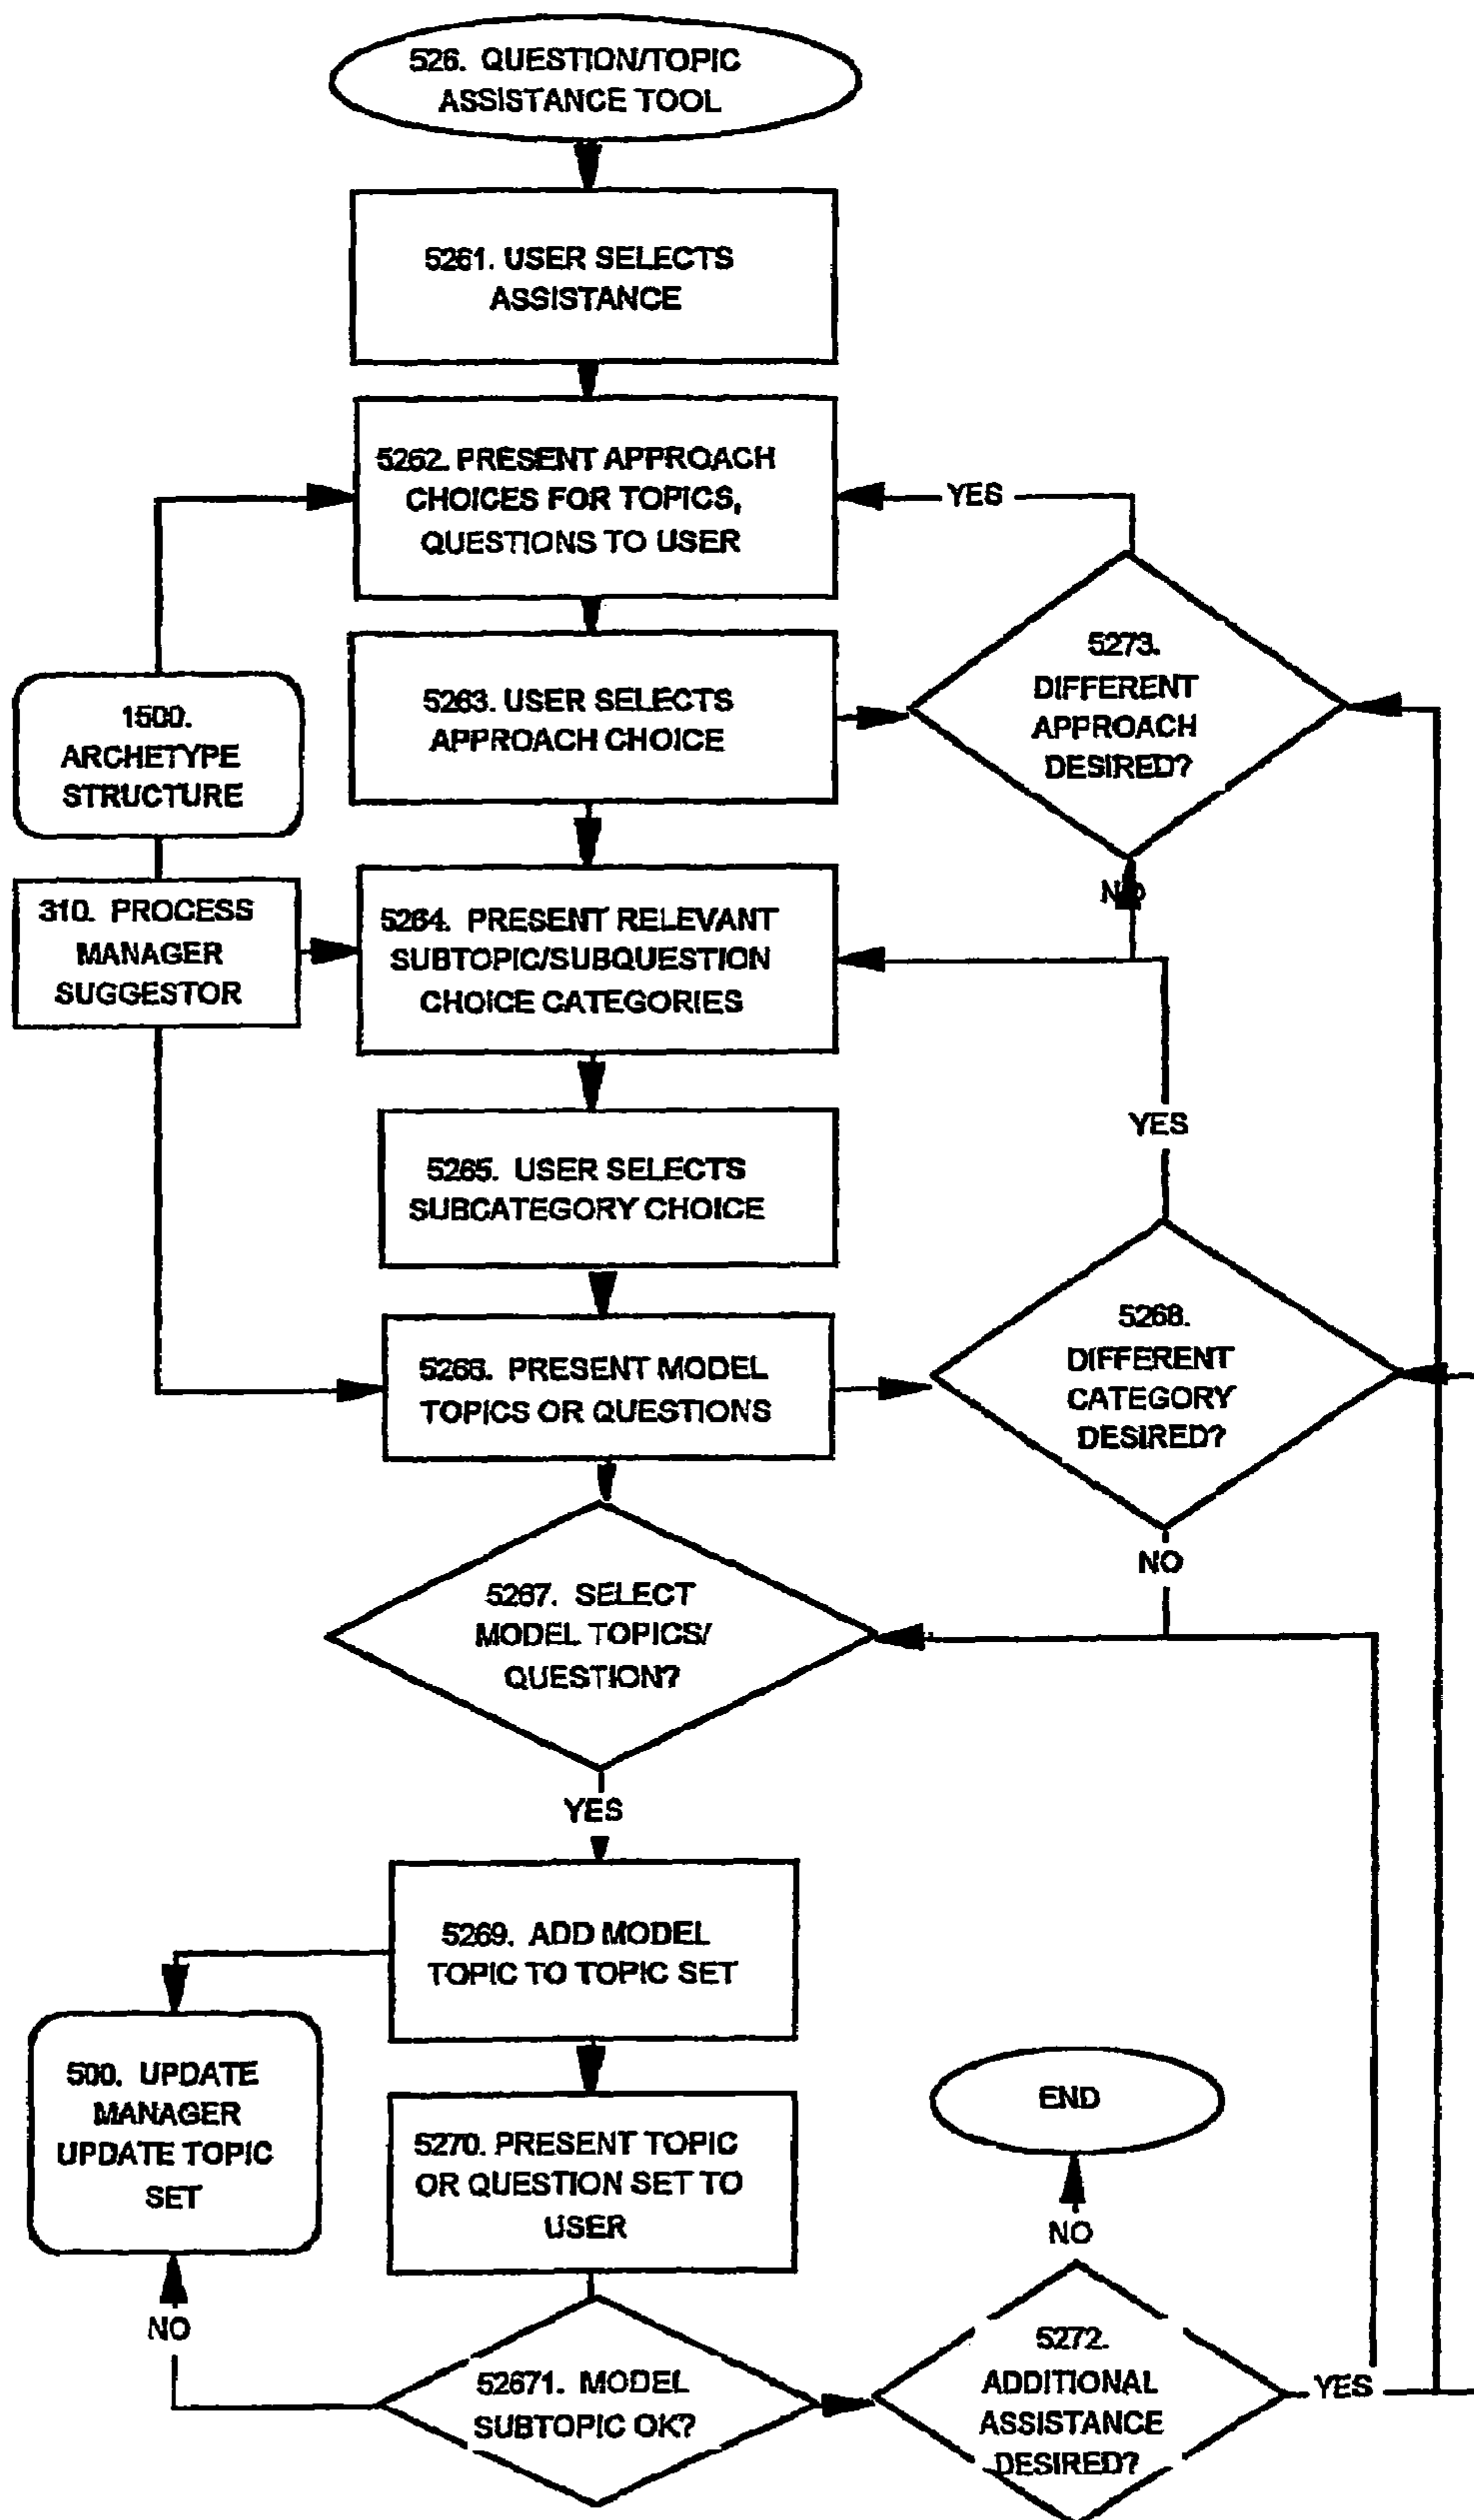 526. QUESTION/TOPIC
ASSISTANCE TOOL
5261. USER SELECTS
ASSISTANCE
5262. PRESENT APPROACH
CHOICES FOR TOPICS,
QUESTIONS TO USER
YES
5273.
DIFFERENT
APPROACH
DESIRED?
NO
5263. USER SELECTS
APPROACH CHOICE
1500.
ARCHETYPE
STRUCTURE
310. PROCESS
MANAGER
SUGGESTOR
5264. PRESENT RELEVANT
SUBTOPIC/SUBQUESTION
CHOICE CATEGORIES
YES
5265. USER SELECTS
SUBCATEGORY CHOICE
5268.
DIFFERENT
CATEGORY
DESIRED?
NO
5266. PRESENT MODEL
TOPICS OR QUESTIONS
5267. SELECT
MODEL TOPICS/
QUESTION?
YES
5269. ADD MODEL
TOPIC TO TOPIC SET
500. UPDATE
MANAGER
UPDATE TOPIC
SET
NO
5270. PRESENT TOPIC
OR QUESTION SET TO
USER
END
NO
52671. MODEL
SUBTOPIC OK?
5272.
ADDITIONAL
ASSISTANCE
DESIRED?
YES